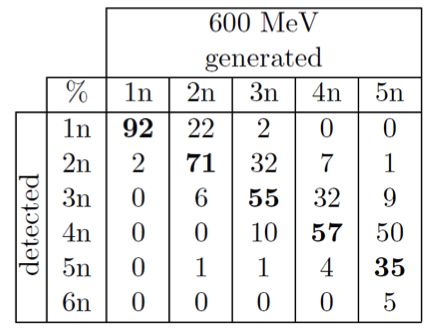 600 MeV
generated
% 1n 2n 3n 4n 5n
detected
1n 92 22 2 0 0
2n 2 71 32 7 1
3n 0 6 55 32 9
4n 0 0 10 57 50
5n 0 1 1 4 35
6n 0 0 0 0 5